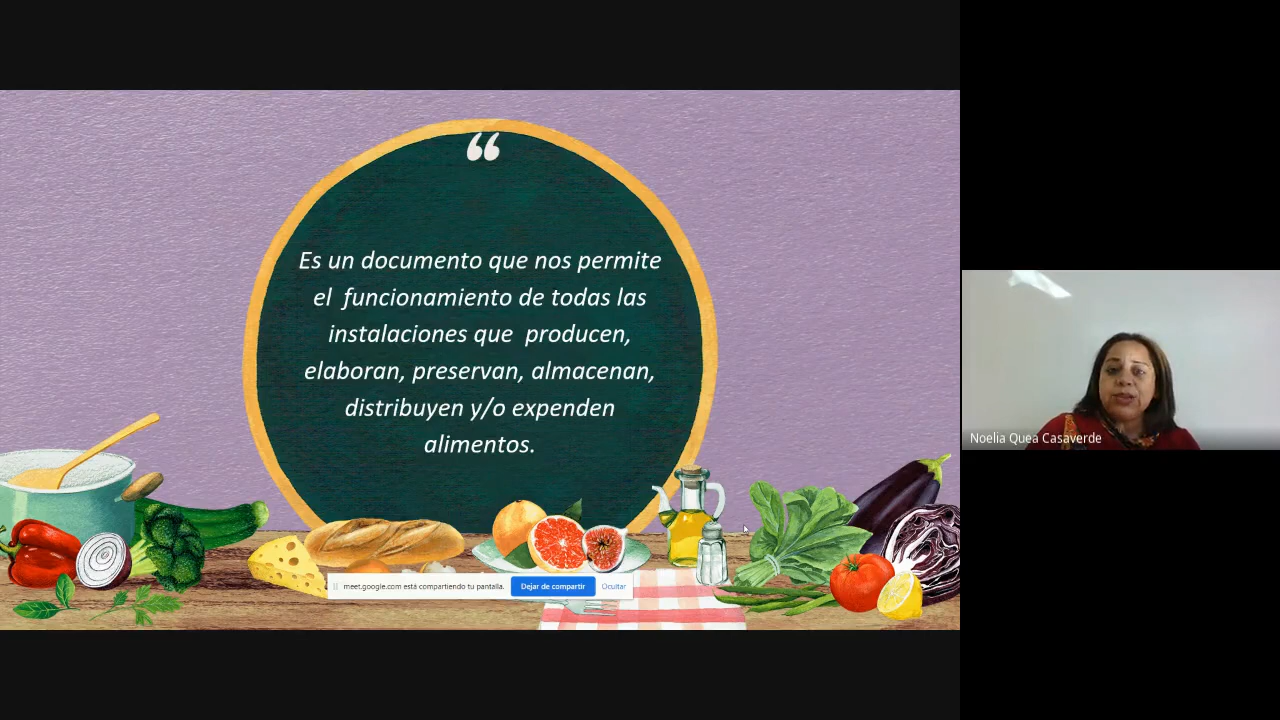 “
Es un documento que nos permite
el funcionamiento de todas las
instalaciones que producen,
elaboran, preservan, almacenan,
distribuyen y/o expenden
alimentos.
meet.google.com está compartiendo tu pantalla. Dejar de compartir Ocultar
Noelia Quea Casaverde